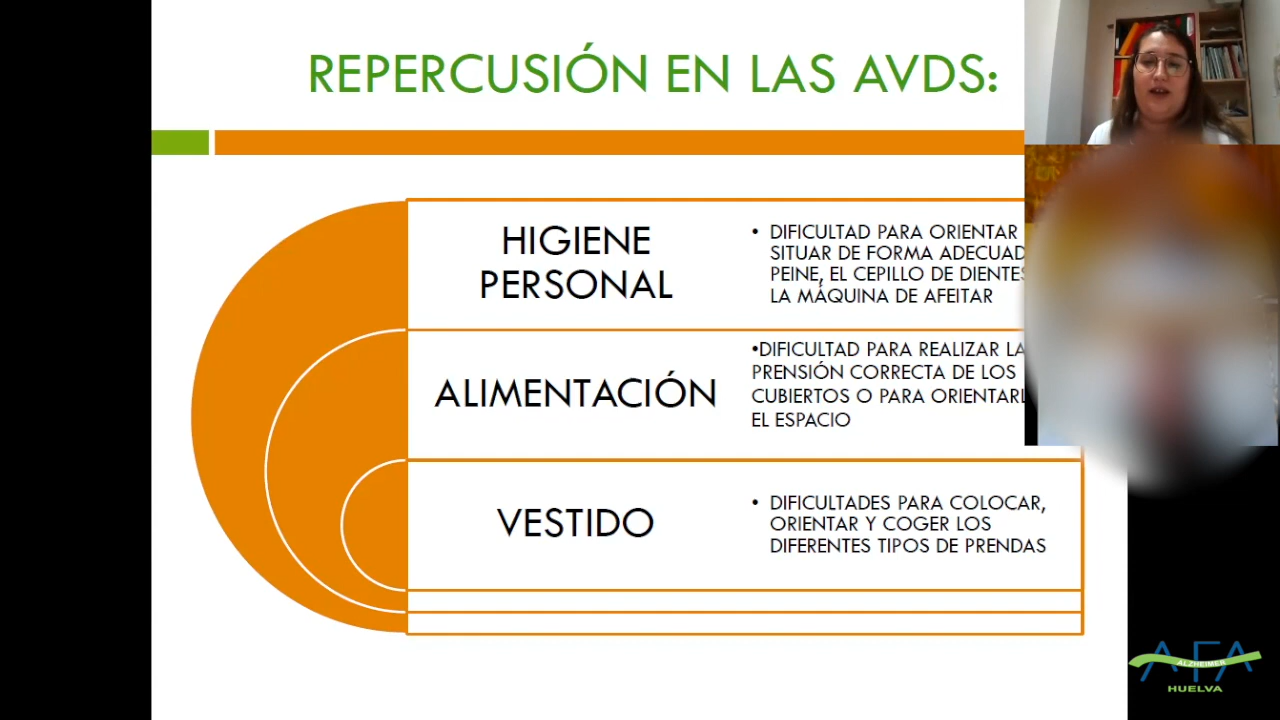 REPERCUSIÓN EN LAS AVDS:
HIGIENE
PERSONAL
• DIFICULTAD PARA ORIENTAR
SITUAR DE FORMA ADECUAD
PEINE, EL CEPILLO DE DIENTES
LA MÁQUINA DE AFEITAR
ALIMENTACIÓN
•DIFICULTAD PARA REALIZAR LA
PRENSIÓN CORRECTA DE LOS
CUBIERTOS O PARA ORIENTARL
EL ESPACIO
VESTIDO
• DIFICULTADES PARA COLOCAR,
ORIENTAR Y COGER LOS
DIFERENTES TIPOS DE PRENDAS
AFA
ALZHEIMER
HUELVA